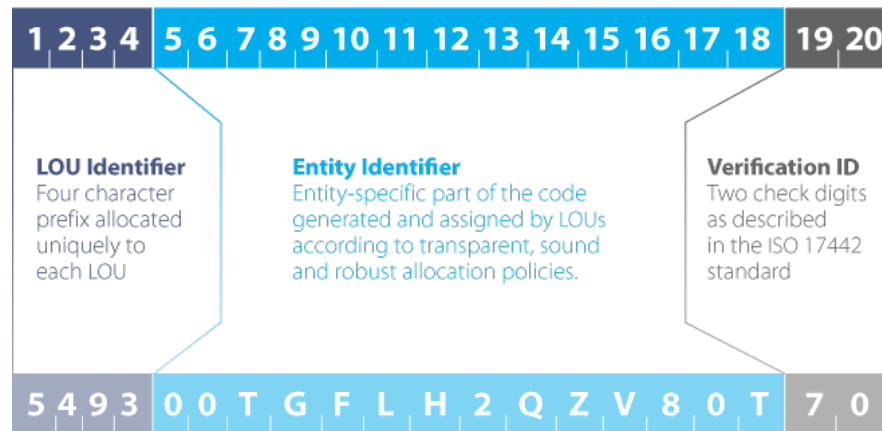 1 2 3 4 5 6 7 8 9 10 11 12 13 14 15 16 17 18 19 20
LOU Identifier
Four character
prefix allocated
uniquely to
each LOU
Entity Identifier
Entity-specific part of the code
generated and assigned by LOUs
according to transparent, sound
and robust allocation policies.
Verification ID
Two check digits
as described
in the ISO 17442
standard
5 4 9 3 0 0 T G F L H 2 Q Z V 8 0 T 7 0